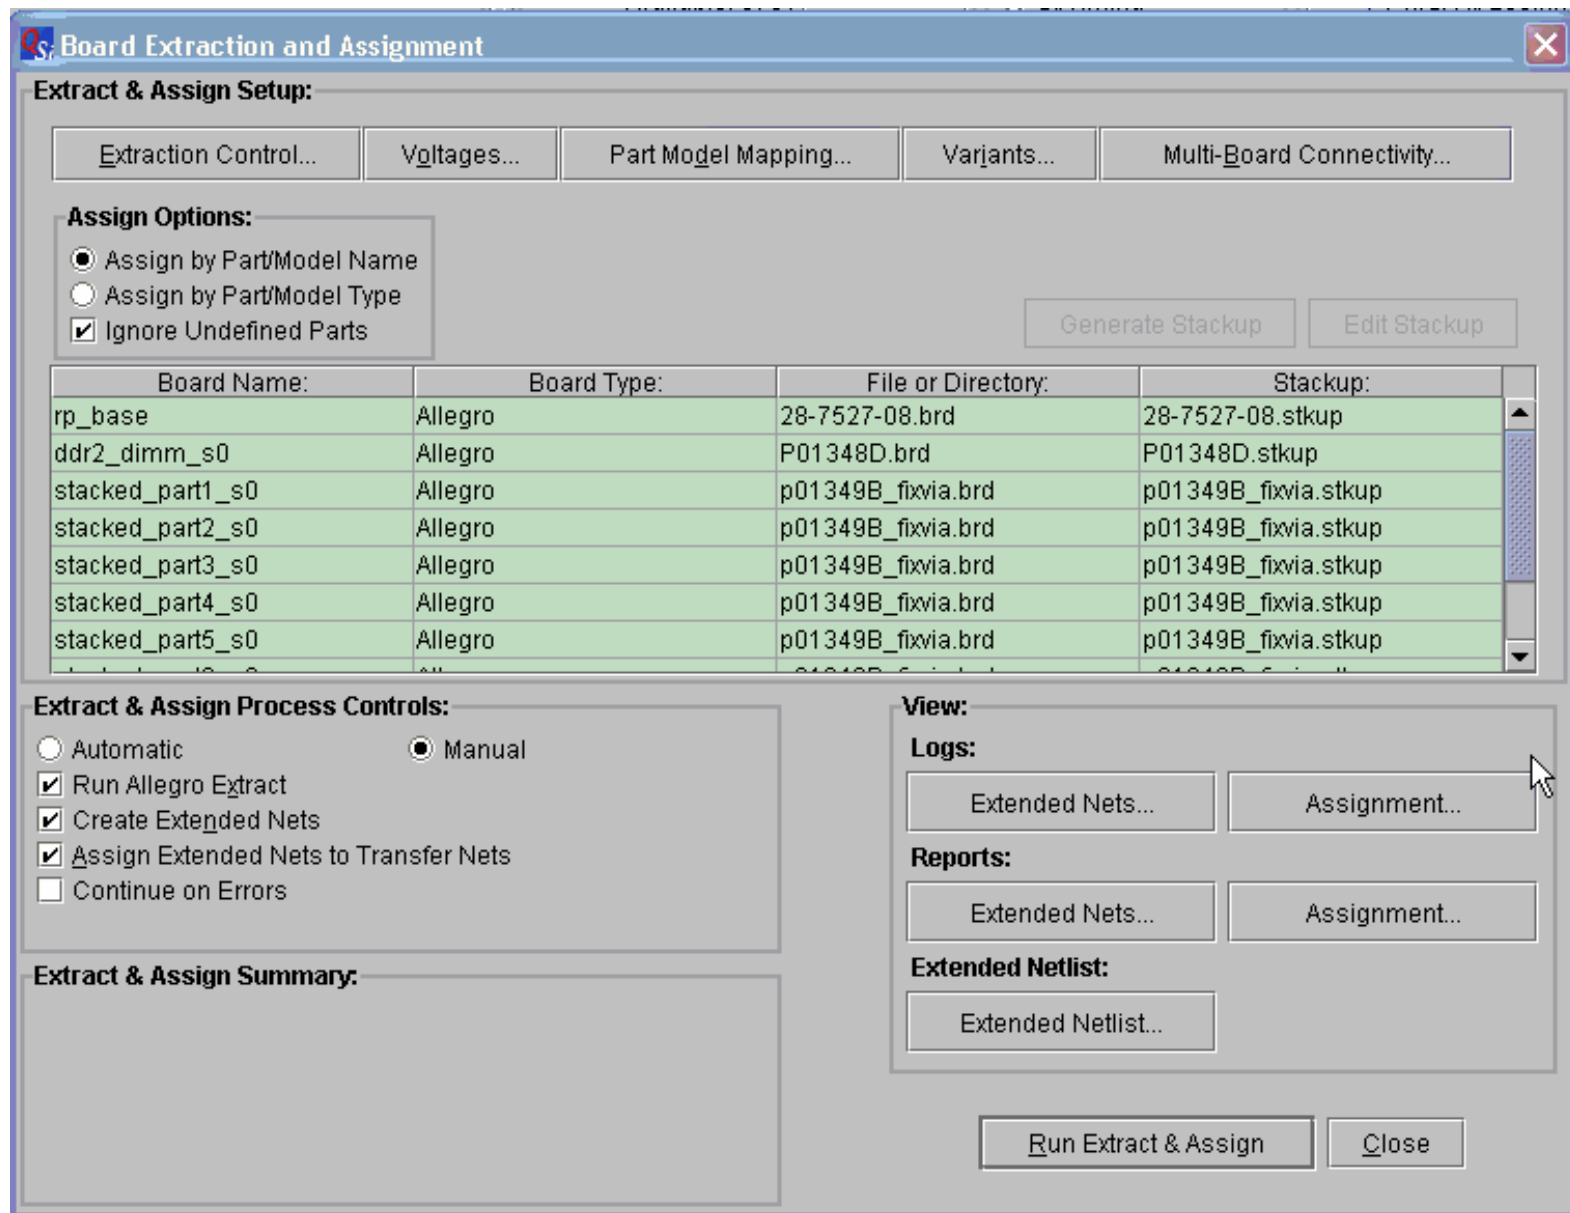 Board Extraction and Assignment
Extract & Assign Setup:
Extraction Control... Voltages... Part Model Mapping... Variants... Multi-Board Connectivity...
Assign Options:
Assign by Part/Model Name
Assign by Part/Model Type
Ignore Undefined Parts
Generate Stackup Edit Stackup
Board Name: Board Type: File or Directory: Stackup:
rp_base Allegro 28-7527-08.brd 28-7527-08.stkup
ddr2_dimm_s0 Allegro P01348D.brd P01348D.stkup
stacked_part1_s0 Allegro p01349B_fixvia.brd p01349B_fixvia.stkup
stacked_part2_s0 Allegro p01349B_fixvia.brd p01349B_fixvia.stkup
stacked_part3_s0 Allegro p01349B_fixvia.brd p01349B_fixvia.stkup
stacked_part4_s0 Allegro p01349B_fixvia.brd p01349B_fixvia.stkup
stacked_part5_s0 Allegro p01349B_fixvia.brd p01349B_fixvia.stkup
Extract & Assign Process Controls:
Automatic Manual
Run Allegro Extract
Create Extended Nets
Assign Extended Nets to Transfer Nets
Continue on Errors
Extract & Assign Summary:
View:
Logs:
Extended Nets... Assignment...
Reports:
Extended Nets... Assignment...
Extended Netlist:
Extended Netlist...
Run Extract & Assign Close